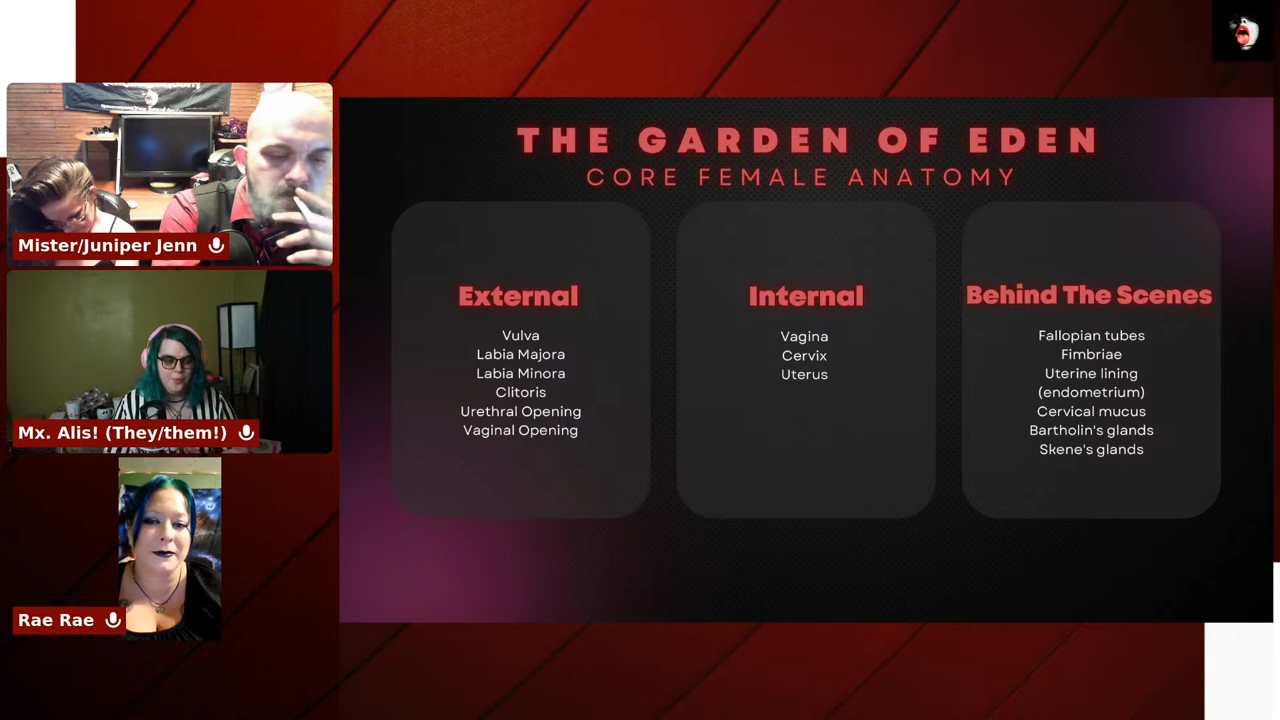 THE GARDEN OF EDEN
CORE FEMALE ANATOMY
External
Vulva
Labia Majora
Labia Minora
Clitoris
Urethral Opening
Vaginal Opening
Internal
Vagina
Cervix
Uterus
Behind The Scenes
Fallopian tubes
Fimbriae
Uterine lining
(endometrium)
Cervical mucus
Bartholin's glands
Skene's glands
Mister/Juniper Jenn
Mx. Alis! (They/them!)
Rae Rae